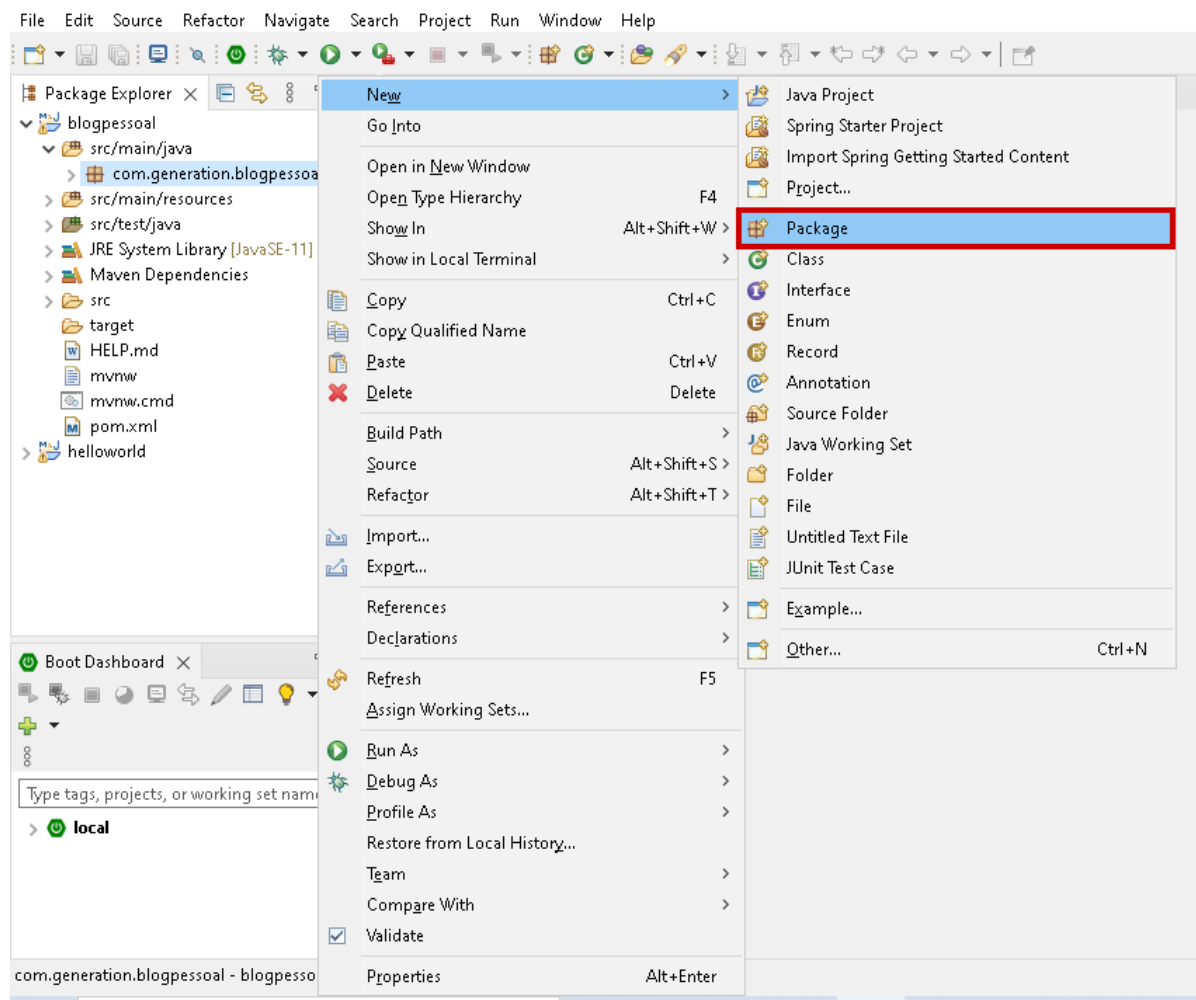 File Edit Source Refactor Navigate Search Project Run Window Help
Package Explorer
blogpessoal
src/main/java
com.generation.blogpessoa
src/main/resources
src/test/java
JRE System Library [JavaSE-11]
Maven Dependencies
src
target
HELP.md
mvnw
mvnw.cmd
pom.xml
helloworld
Boot Dashboard
Type tags, projects, or working set nam
local
com.generation.blogpessoal - blogpesso
New
Go Into
Open in New Window
Open Type Hierarchy F4
Show In Alt+Shift+W
Show in Local Terminal
Copy Ctrl+C
Copy Qualified Name
Paste Ctrl+V
Delete Delete
Build Path
Source Alt+Shift+S
Refactor Alt+Shift+T
Import...
Export...
References
Declarations
Refresh F5
Assign Working Sets...
Run As
Debug As
Profile As
Restore from Local History...
Team
Compare With
Validate
Properties Alt+Enter
Java Project
Spring Starter Project
Import Spring Getting Started Content
Project...
Package
Class
Interface
Enum
Record
Annotation
Source Folder
Java Working Set
Folder
File
Untitled Text File
JUnit Test Case
Example...
Other... Ctrl+N